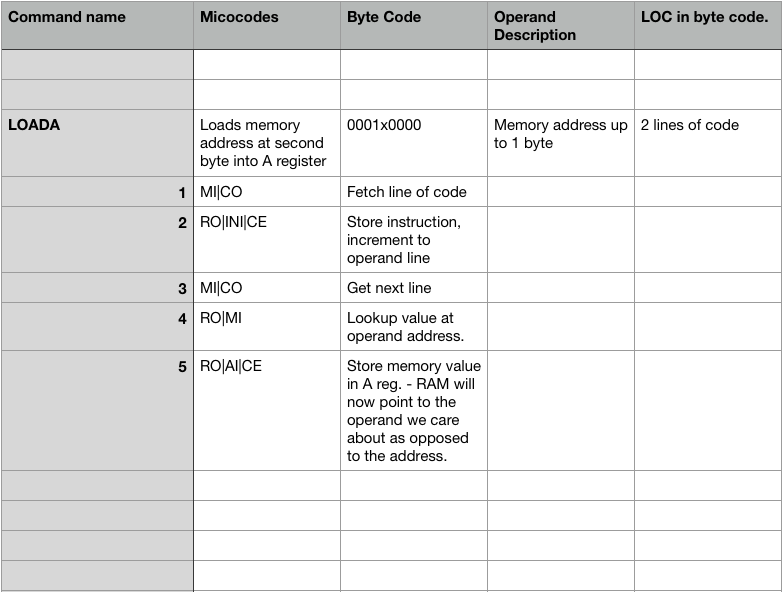 Command name Micocodes Byte Code Operand LOC in byte code.
Description
LOADA Loads memory 0001x0000 Memory address up 2 lines of code
address at second to 1 byte
byte into A register
1 MI|CO Fetch line of code
2 RO|INI|CE Store instruction,
increment to
operand line
3 MI|CO Get next line
4 RO|MI Lookup value at
operand address.
5 RO|AI|CE Store memory value
in A reg. - RAM will
now point to the
operand we care
about as opposed
to the address.